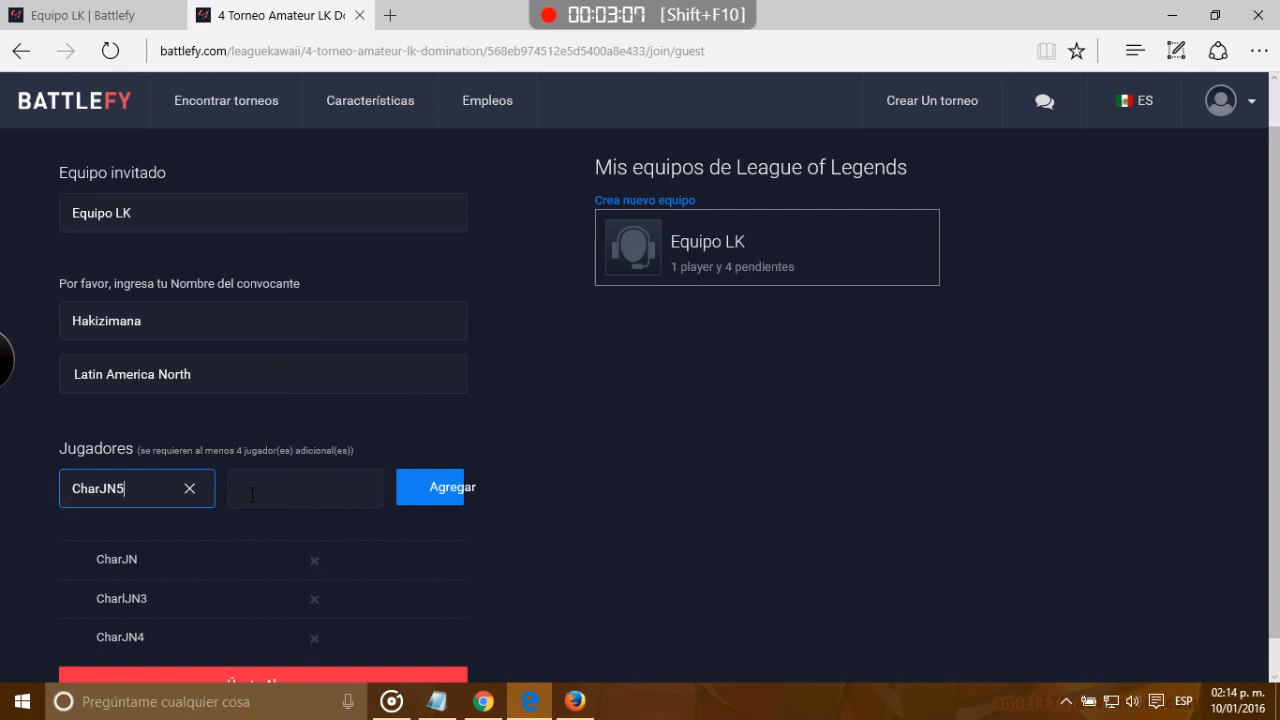 Equipo LK | Battlefy
4 Torneo Amateur LK Do
00:03:07 [Shift+F10]
battlefy.com/leaguekawaii/4-torneo-amateur-lk-domination/568eb974512e5d5400a8e433/join/guest
BATTLEFY
Encontrar torneos
Características
Empleos
Crear Un torneo
ES
Equipo invitado
Equipo LK
Por favor, ingresa tu Nombre del convocante
Hakizimana
Latin America North
Jugadores (se requieren al menos 4 jugador(es) adicional(es))
CharJN5
Agregar
CharJN
CharlJN3
CharJN4
Mis equipos de League of Legends
Crea nuevo equipo
Equipo LK
1 player y 4 pendientes
Pregúntame cualquier cosa
ESP
02:14 p. m.
10/01/2016